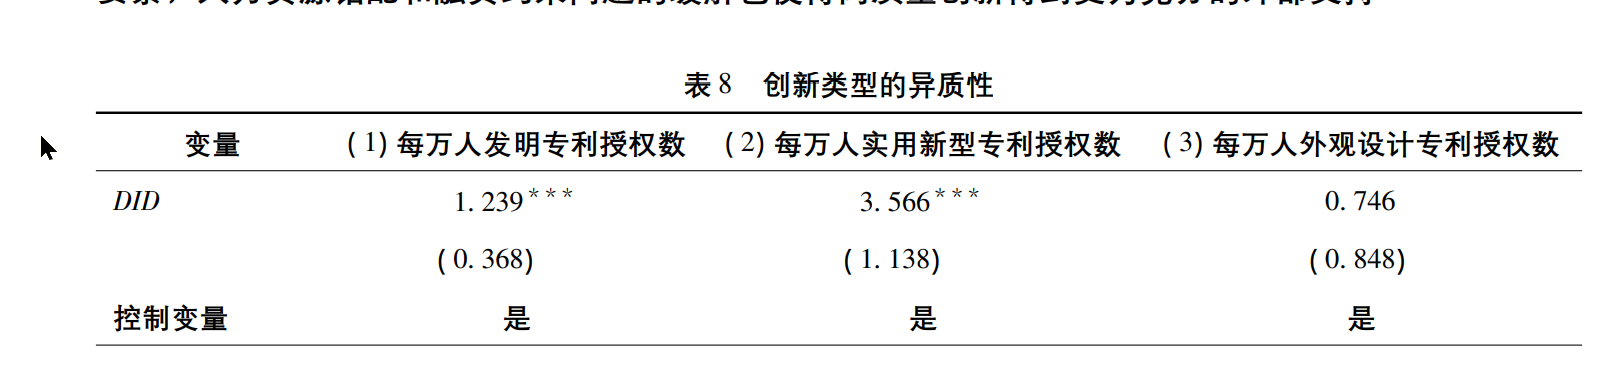 表 8 创新类型的异质性
变量 (1) 每万人发明专利授权数 (2) 每万人实用新型专利授权数 (3) 每万人外观设计专利授权数
DID 1. 239*** 3. 566*** 0. 746
(0. 368) (1. 138) (0. 848)
控制变量 是 是 是